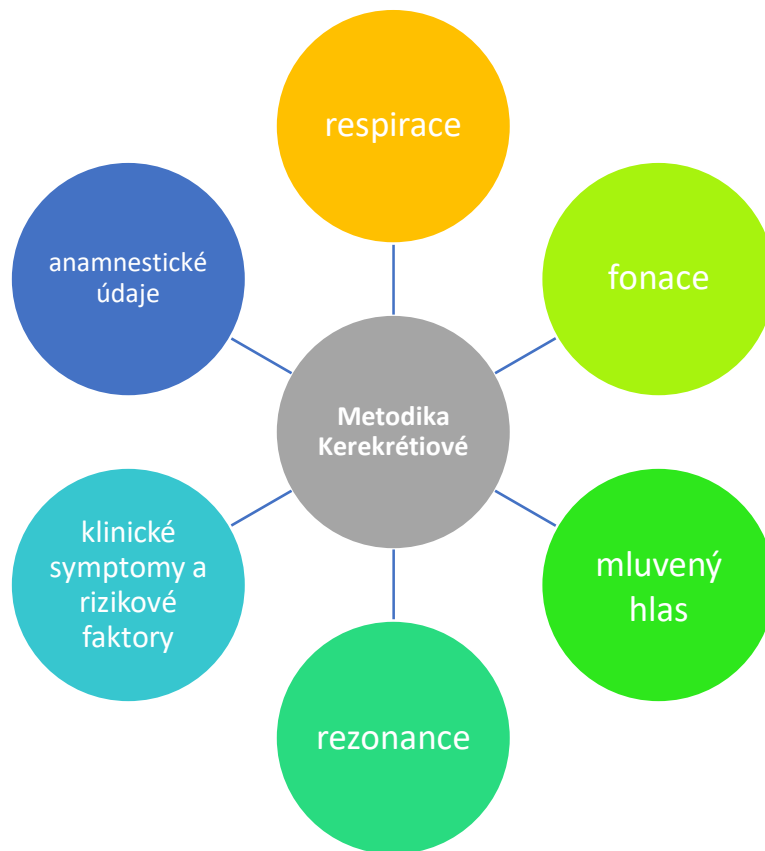 respirace
anamnestické
údaje
fonace
Metodika
Kerekrétiové
klinické
symptomy a
rizikové
faktory
mluvený
hlas
rezonance